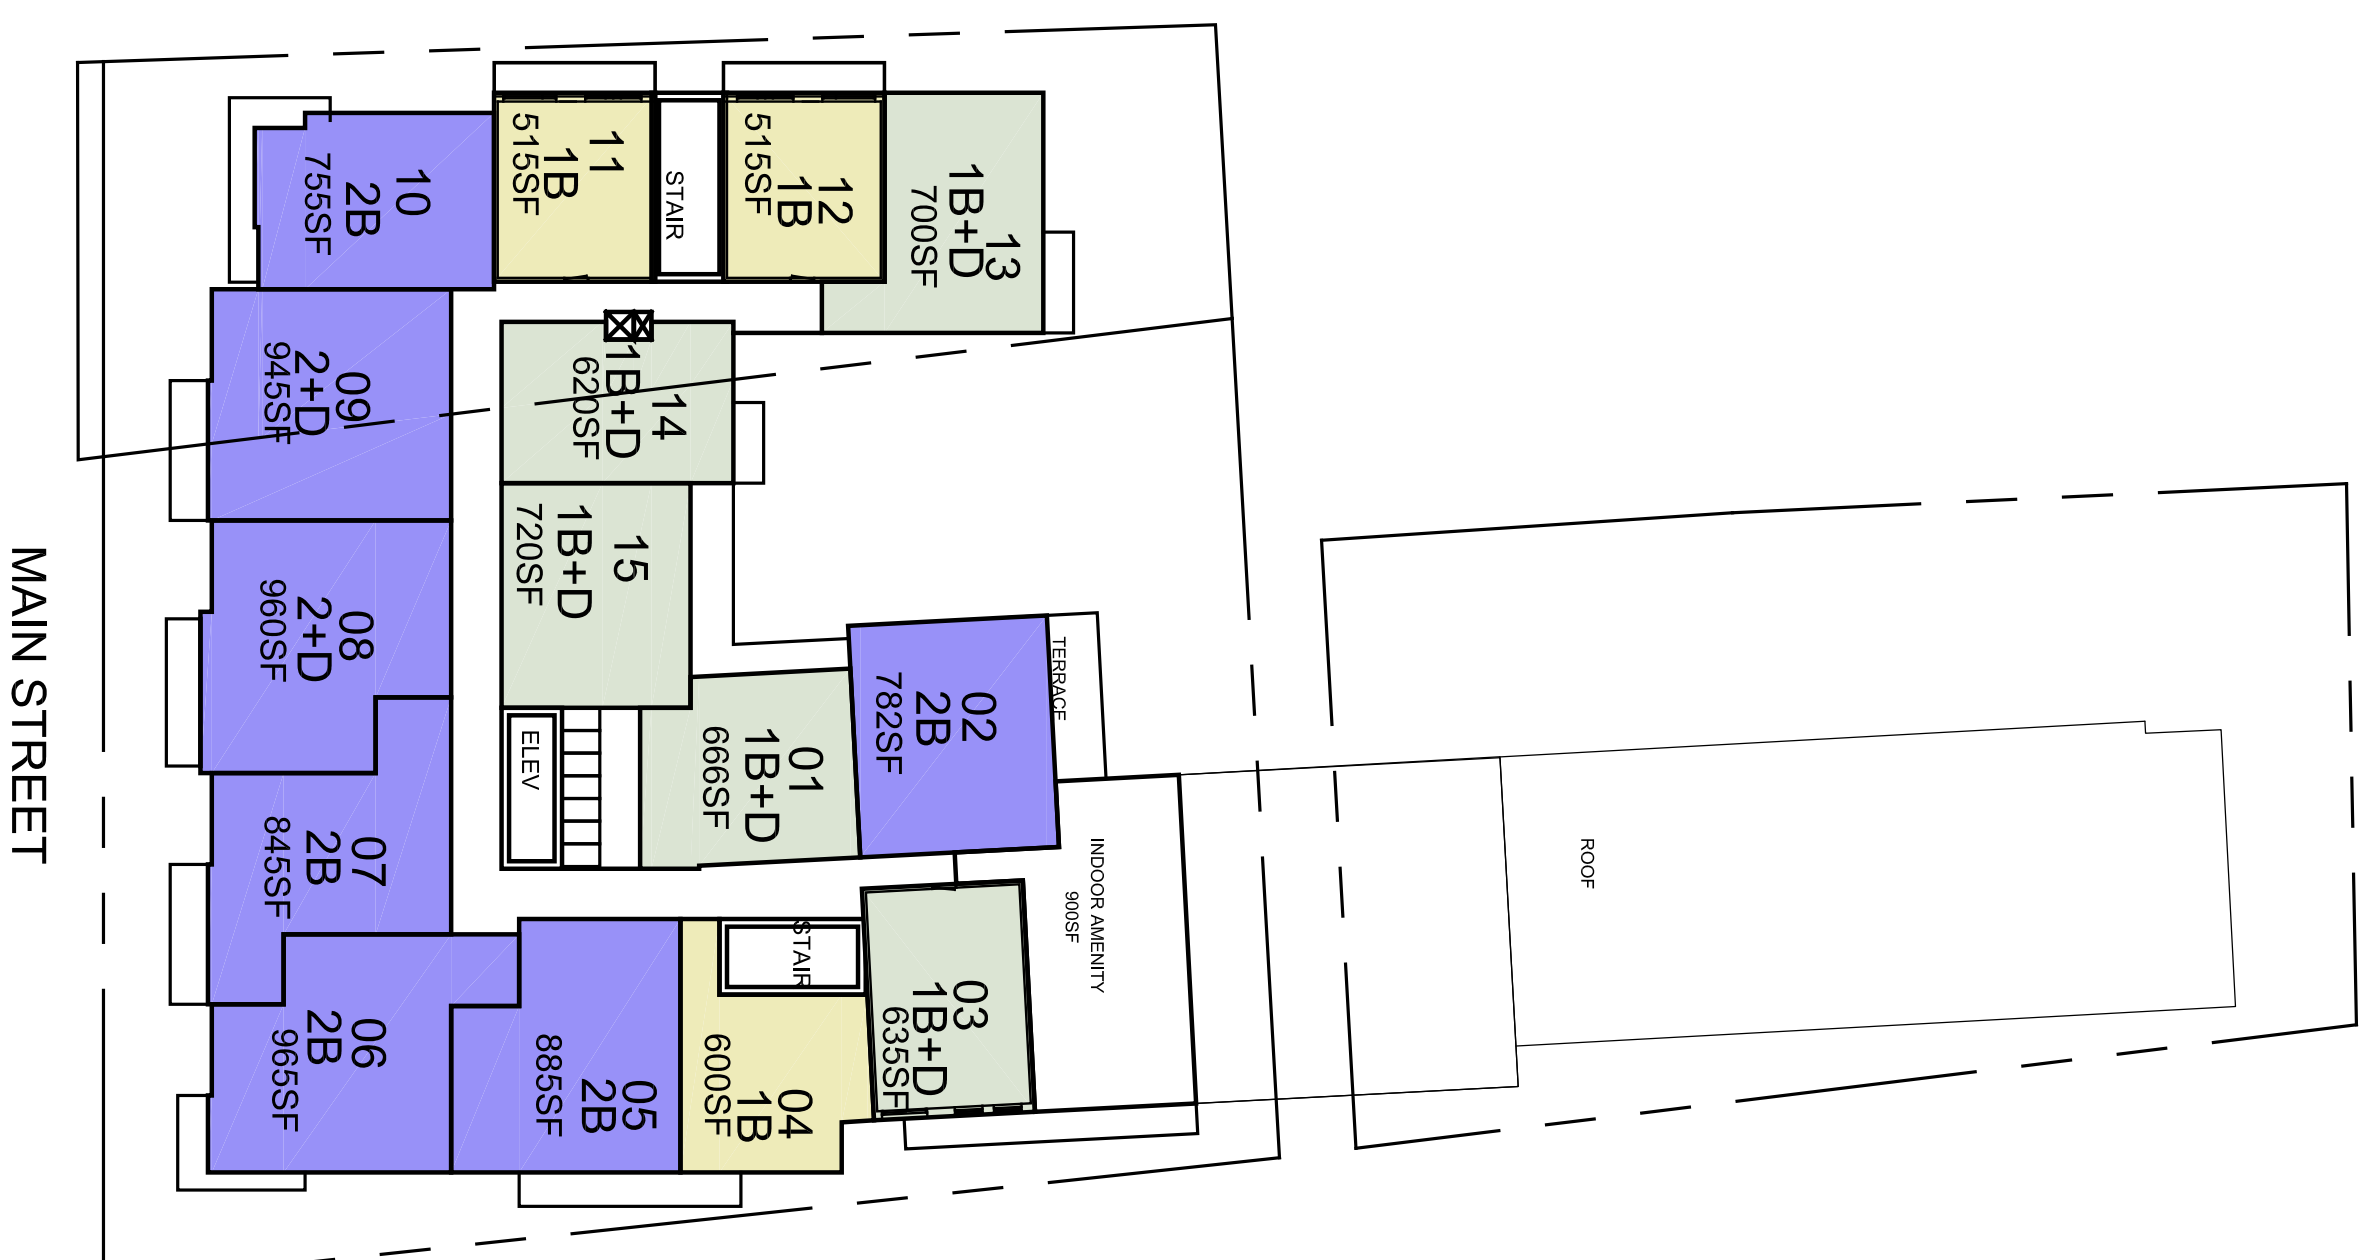 MAIN STREET
10
2B
755SF
11
1B
515SF
STAIR
12
1B
515SF
13
1B+D
700SF
09
2+D
945SF
14
1B+D
620SF
08
2+D
960SF
15
1B+D
720SF
02
2B
782SF
TERRACE
ELEV
01
1B+D
666SF
07
2B
845SF
INDOOR AMENITY
900SF
ROOF
STAIR
03
1B+D
635SF
06
2B
965SF
05
2B
885SF
04
1B
600SF